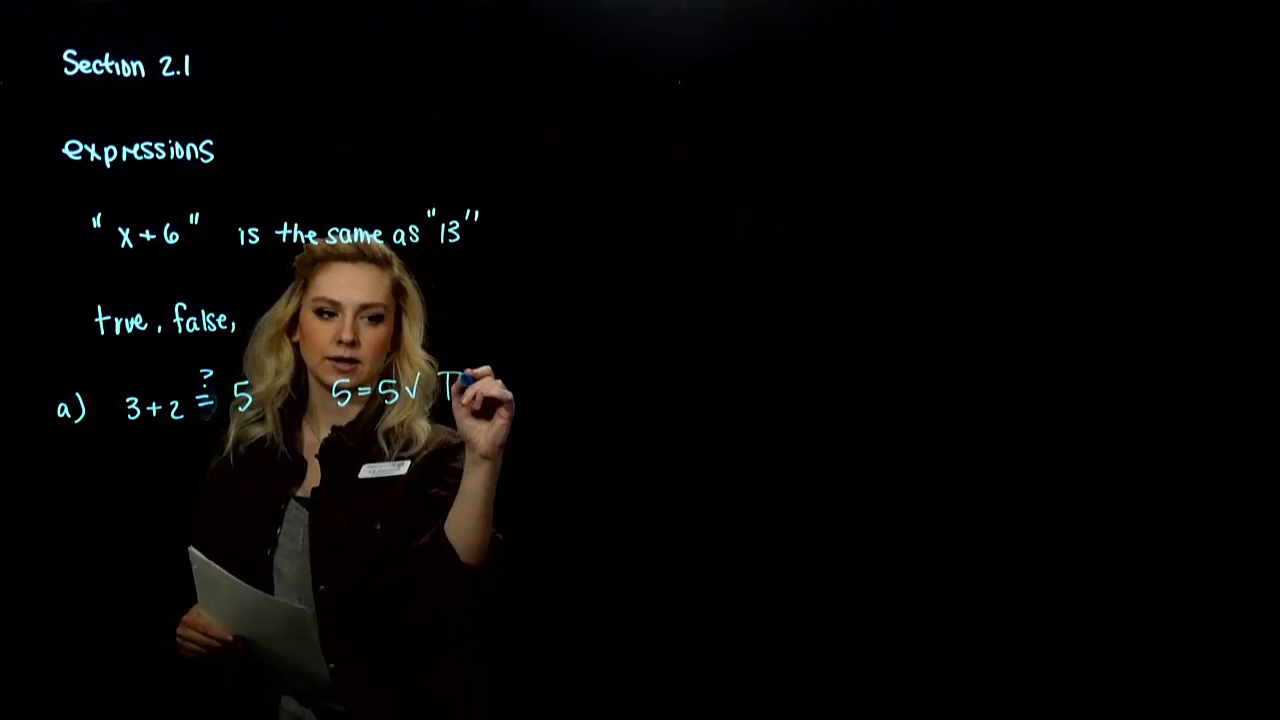 Section 2.1
expressions
"x+6" is the same as "13"
true, false,
a) 3+2 ≟ 5 5=5√ T